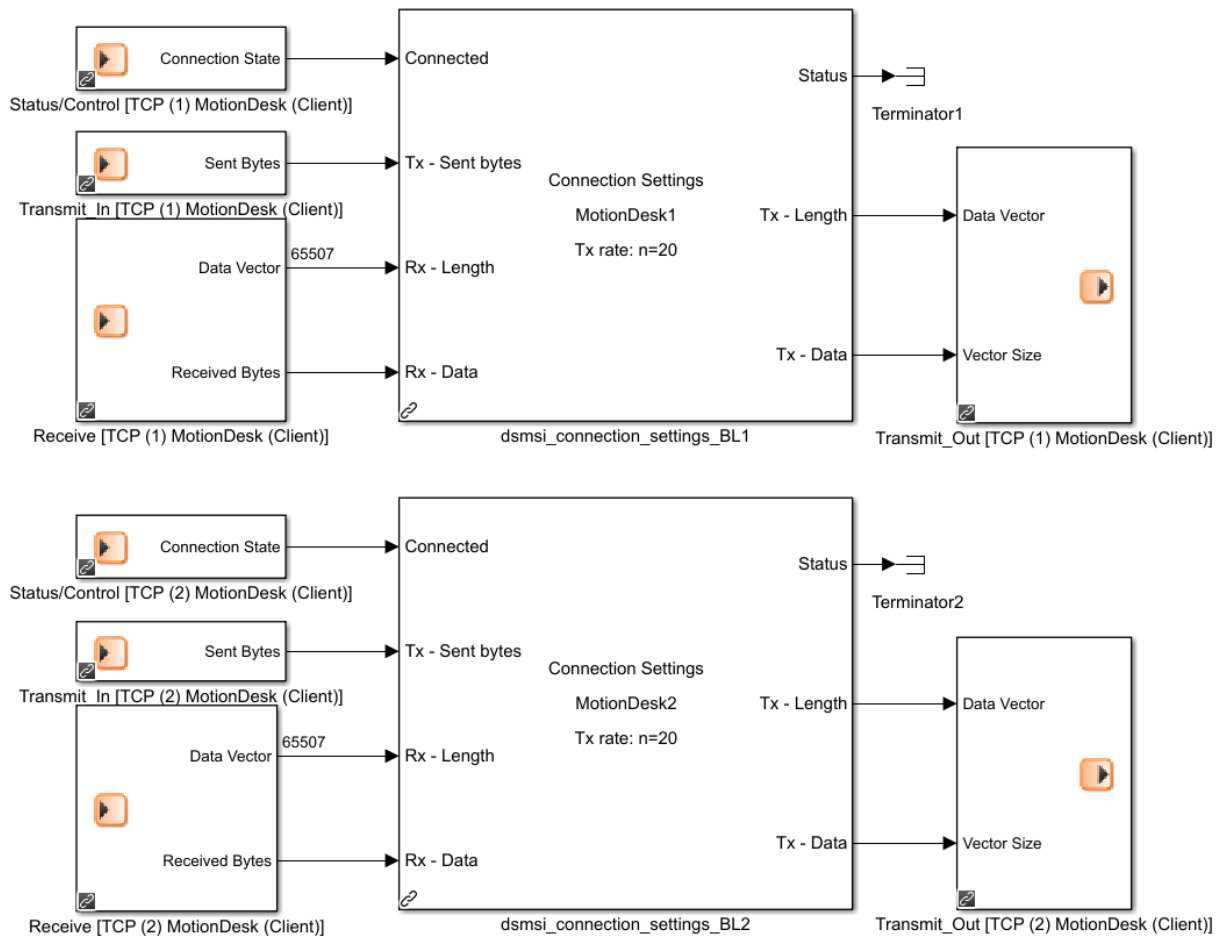 Connection State
Connected
Status
Status/Control [TCP (1) MotionDesk (Client)]
Terminator1
Sent Bytes
Tx - Sent bytes
Connection Settings
Transmit_In [TCP (1) MotionDesk (Client)]
MotionDesk1
Tx - Length
Data Vector
Tx rate: n=20
Data Vector
65507
Rx - Length
Tx - Data
Vector Size
Received Bytes
Rx - Data
Receive [TCP (1) MotionDesk (Client)]
dsmsi_connection_settings_BL1
Transmit_Out [TCP (1) MotionDesk (Client)]
Connection State
Connected
Status
Status/Control [TCP (2) MotionDesk (Client)]
Terminator2
Sent Bytes
Tx - Sent bytes
Connection Settings
Transmit_In [TCP (2) MotionDesk (Client)]
MotionDesk2
Tx - Length
Data Vector
Tx rate: n=20
Data Vector
65507
Rx - Length
Tx - Data
Vector Size
Received Bytes
Rx - Data
Receive [TCP (2) MotionDesk (Client)]
dsmsi_connection_settings_BL2
Transmit_Out [TCP (2) MotionDesk (Client)]